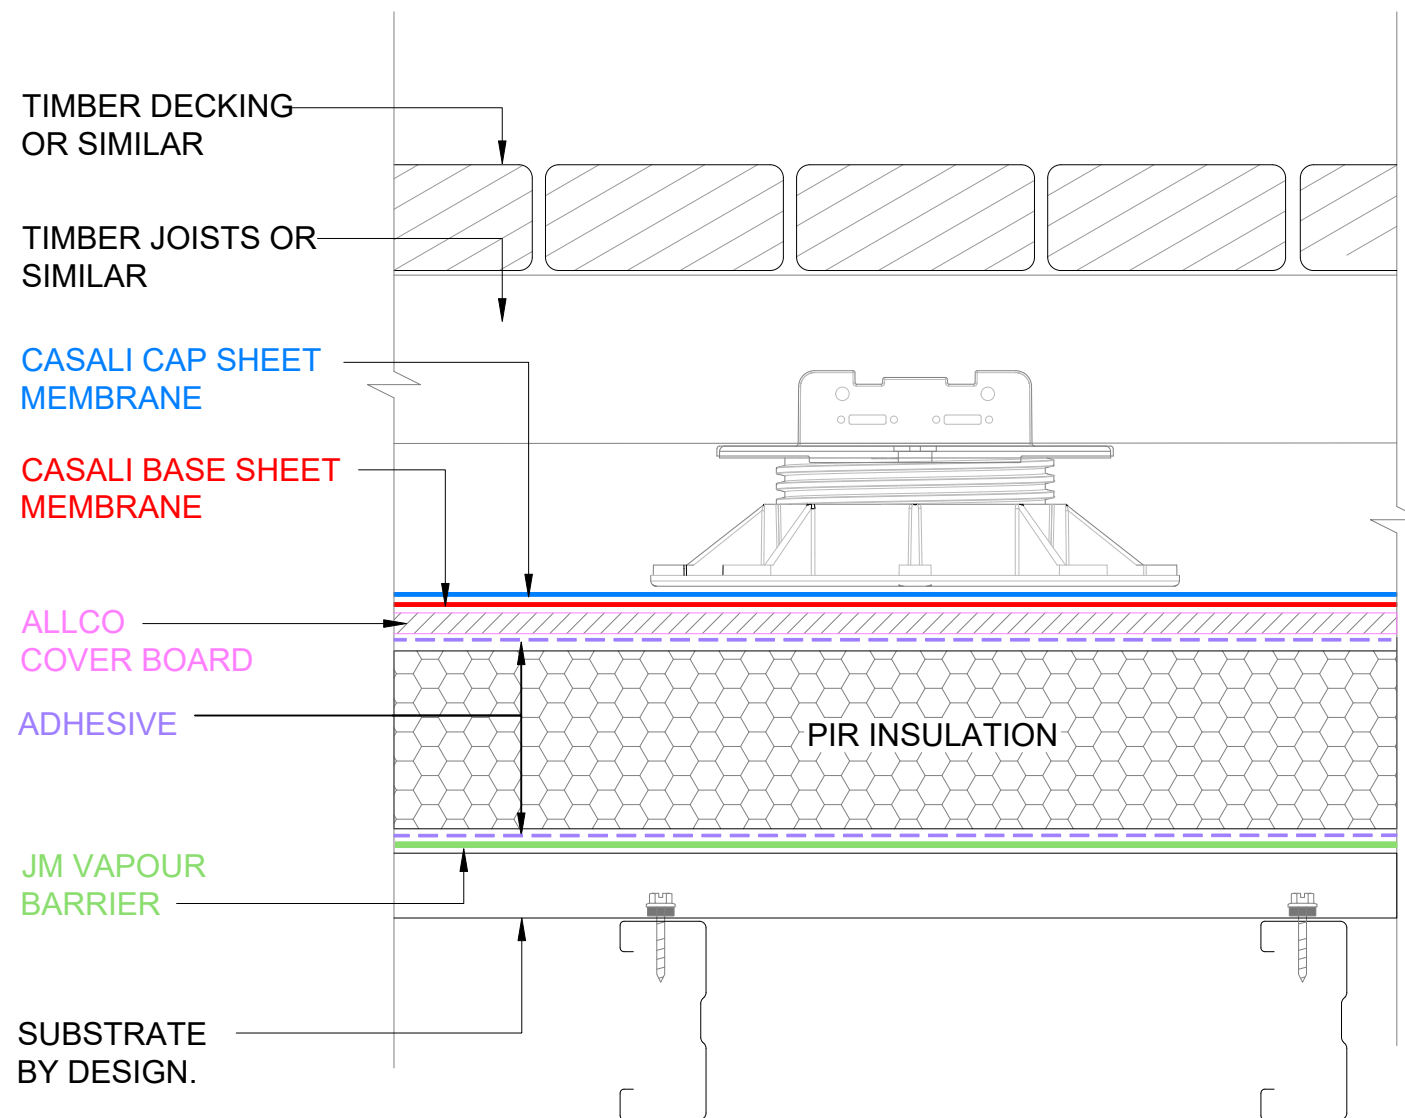 TIMBER DECKING
OR SIMILAR
TIMBER JOISTS OR
SIMILAR
CASALI CAP SHEET
MEMBRANE
CASALI BASE SHEET
MEMBRANE
ALLCO
COVER BOARD
ADHESIVE
PIR INSULATION
JM VAPOUR
BARRIER
SUBSTRATE
BY DESIGN.